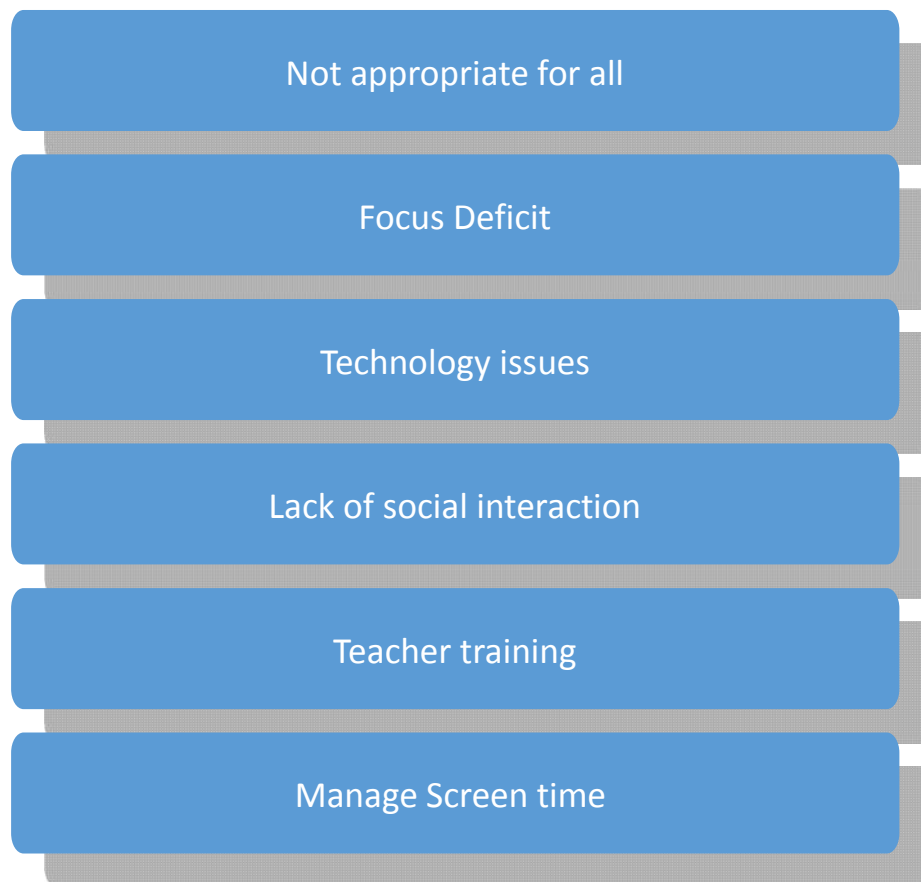 Not appropriate for all
Focus Deficit
Technology issues
Lack of social interaction
Teacher training
Manage Screen time